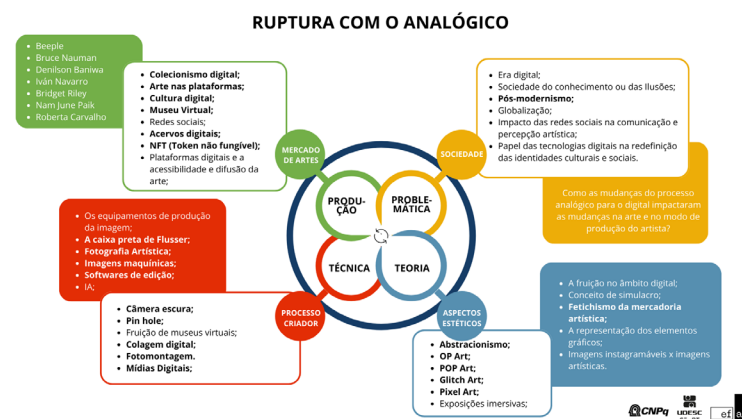 RUPTURA COM O ANALÓGICO
• Beeple
• Bruce Nauman
• Denilson Baniwa
• Iván Navarro
• Bridget Riley
• Nam June Paik
• Roberta Carvalho
• Colecionismo digital;
• Arte nas plataformas;
• Cultura digital;
• Museu Virtual;
• Redes sociais;
• Acervos digitais;
• NFT (Token não fungível);
• Plataformas digitais e a
acessibilidade e difusão da
arte;
MERCADO
DE ARTES
• Era digital;
• Sociedade do conhecimento ou das Ilusões;
• Pós-modernismo;
• Globalização;
• impacto das redes sociais na comunicação e
percepção artística;
• Papel das tecnologias digitais na redefinição
das identidades culturais e sociais.
SOCIEDADE
Como as mudanças do processo
analógico para o digital impactaram
as mudanças na arte e no modo de
produção do artista?
PRODU-
ÇÃO
PROBLE-
MÁTICA
TÉCNICA
TEORIA
• Os equipamentos de produção
da imagem;
• A caixa preta de Flusser;
• Fotografia Artística;
• Imagens maquínicas;
• Softwares de edição;
• IA;
• Câmera escura;
• Pin hole;
• Fruição de museus virtuais;
• Colagem digital;
• Fotomontagem.
• Mídias Digitais;
PROCESSO
CRIADOR
ASPECTOS
ESTÉTICOS
• A fruição no âmbito digital;
• Conceito de simulacro;
• Fetichismo da mercadoria
artística;
• A representação dos elementos
gráficos;
• Imagens instagramáveis x imagens
artísticas.
• Abstracionismo;
• OP Art;
• POP Art;
• Glitch Art;
• Pixel Art;
• Exposições imersivas;
CNPq
UDESC
ef